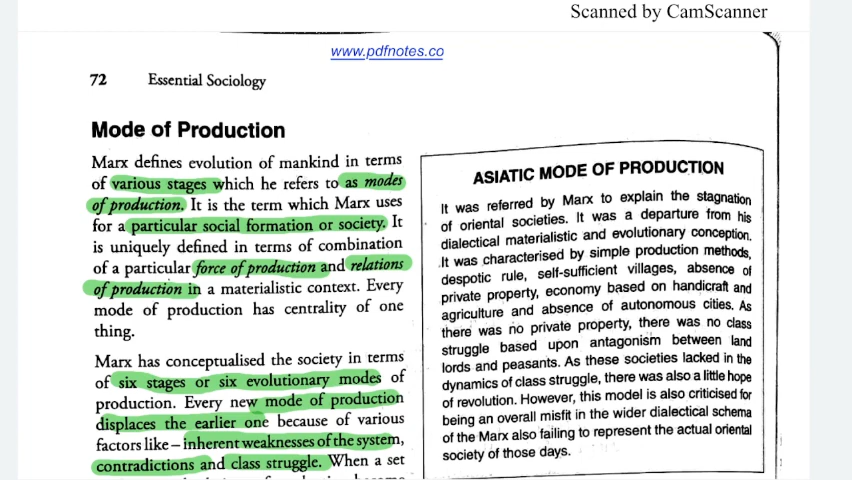 Scanned by CamScanner
www.pdfnotes.co
72 Essential Sociology
Mode of Production
Marx defines evolution of mankind in terms
of various stages which he refers to as modes
of production. It is the term which Marx uses
for a particular social formation or society. It
is uniquely defined in terms of combination
of a particular force of production and relations
of production in a materialistic context. Every
mode of production has centrality of one
thing.
Marx has conceptualised the society in terms
of six stages or six evolutionary modes of
production. Every new mode of production
displaces the earlier one because of various
factors like – inherent weaknesses of the system,
contradictions and class struggle. When a set
ASIATIC MODE OF PRODUCTION
It was referred by Marx to explain the stagnation
of oriental societies. It was a departure from his
dialectical materialistic and evolutionary conception.
It was characterised by simple production methods,
despotic rule, self-sufficient villages, absence of
private property, economy based on handicraft and
agriculture and absence of autonomous cities. As
there was no private property, there was no class
struggle based upon antagonism between land
lords and peasants. As these societies lacked in the
dynamics of class struggle, there was also a little hope
of revolution. However, this model is also criticised for
being an overall misfit in the wider dialectical schema
of the Marx also failing to represent the actual oriental
society of those days.